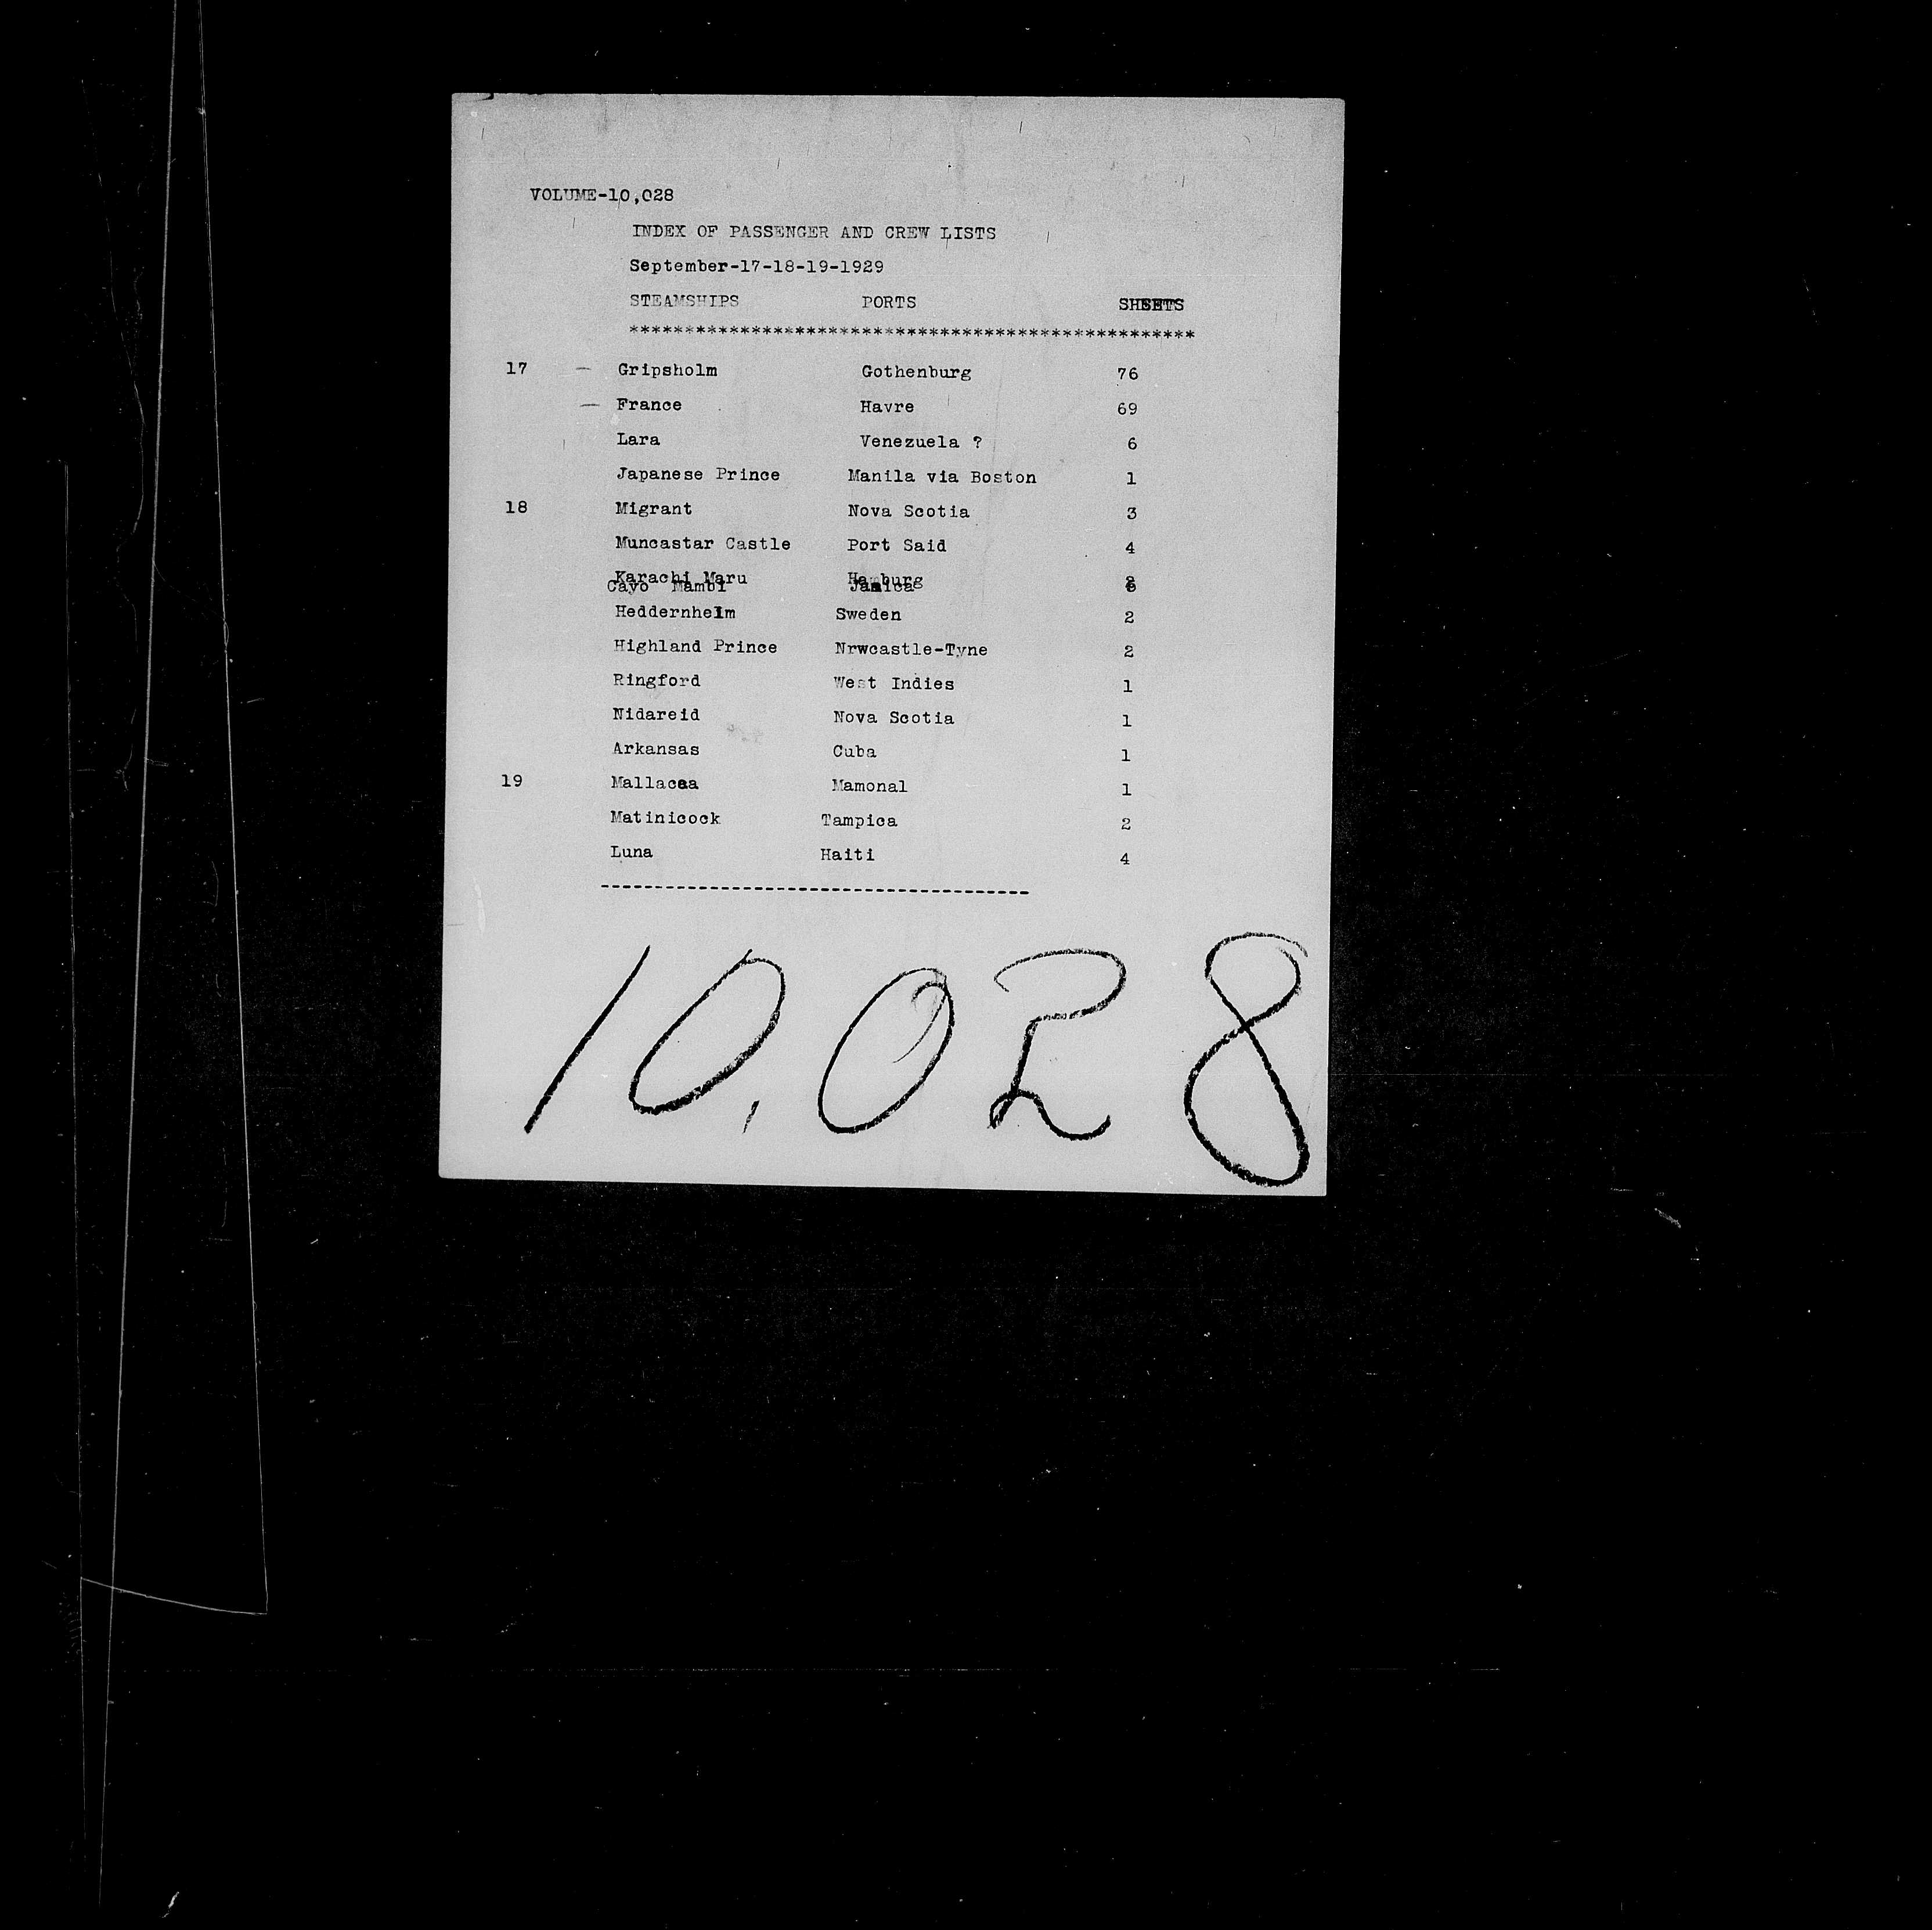 VOLUME-10,028
INDEX OF PASSENGER AND CREW LISTS
September-17-18-19-1929
STEAMSHIPS PORTS SHEETS
****************************************************
17 — Gripsholm Gothenburg 76
— France Havre 69
Lara Venezuela ? 6
Japanese Prince Manila via Boston 1
18 Migrant Nova Scotia 3
Muncastar Castle Port Said 4
Karachi Maru Hamburg
Cayo Mambi Jamica
Heddernheim Sweden 2
Highland Prince Nrwcastle-Tyne 2
Ringford West Indies 1
Nidareid Nova Scotia 1
Arkansas Cuba 1
19 Mallacaa Mamonal 1
Matinicock Tampica 2
Luna Haiti 4
---------------------------------------
10,028